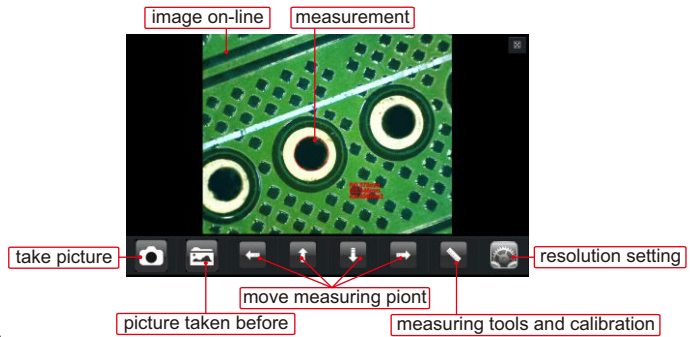 image on-line
measurement
take picture
resolution setting
move measuring piont
picture taken before
measuring tools and calibration